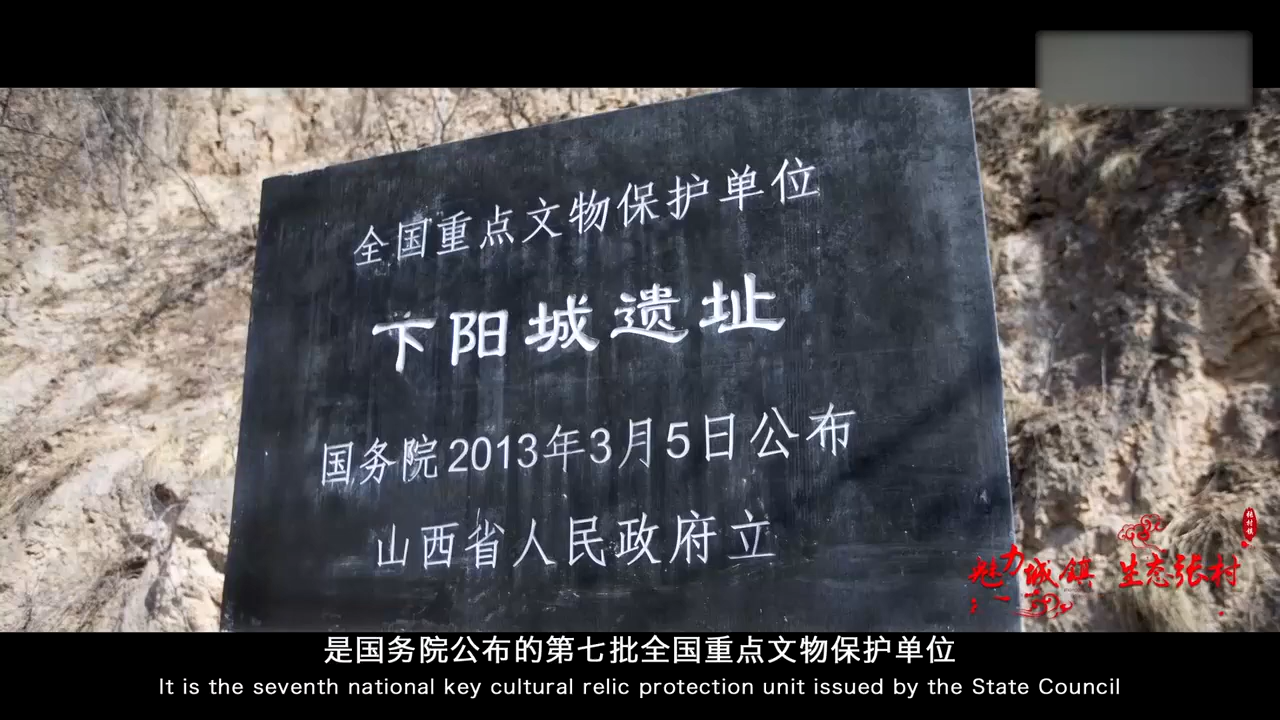 全国重点文物保护单位
下阳城遗址
国务院2013年3月5日公布
山西省人民政府立
魅力城镇 生态张村
张村镇
是国务院公布的第七批全国重点文物保护单位
It is the seventh national key cultural relic protection unit issued by the State Council